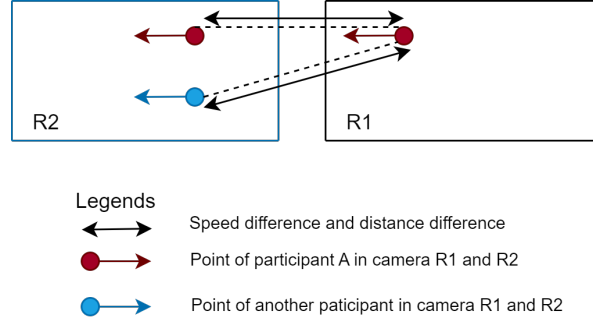 R2
R1
Legends
Speed difference and distance difference
Point of participant A in camera R1 and R2
Point of another paticipant in camera R1 and R2